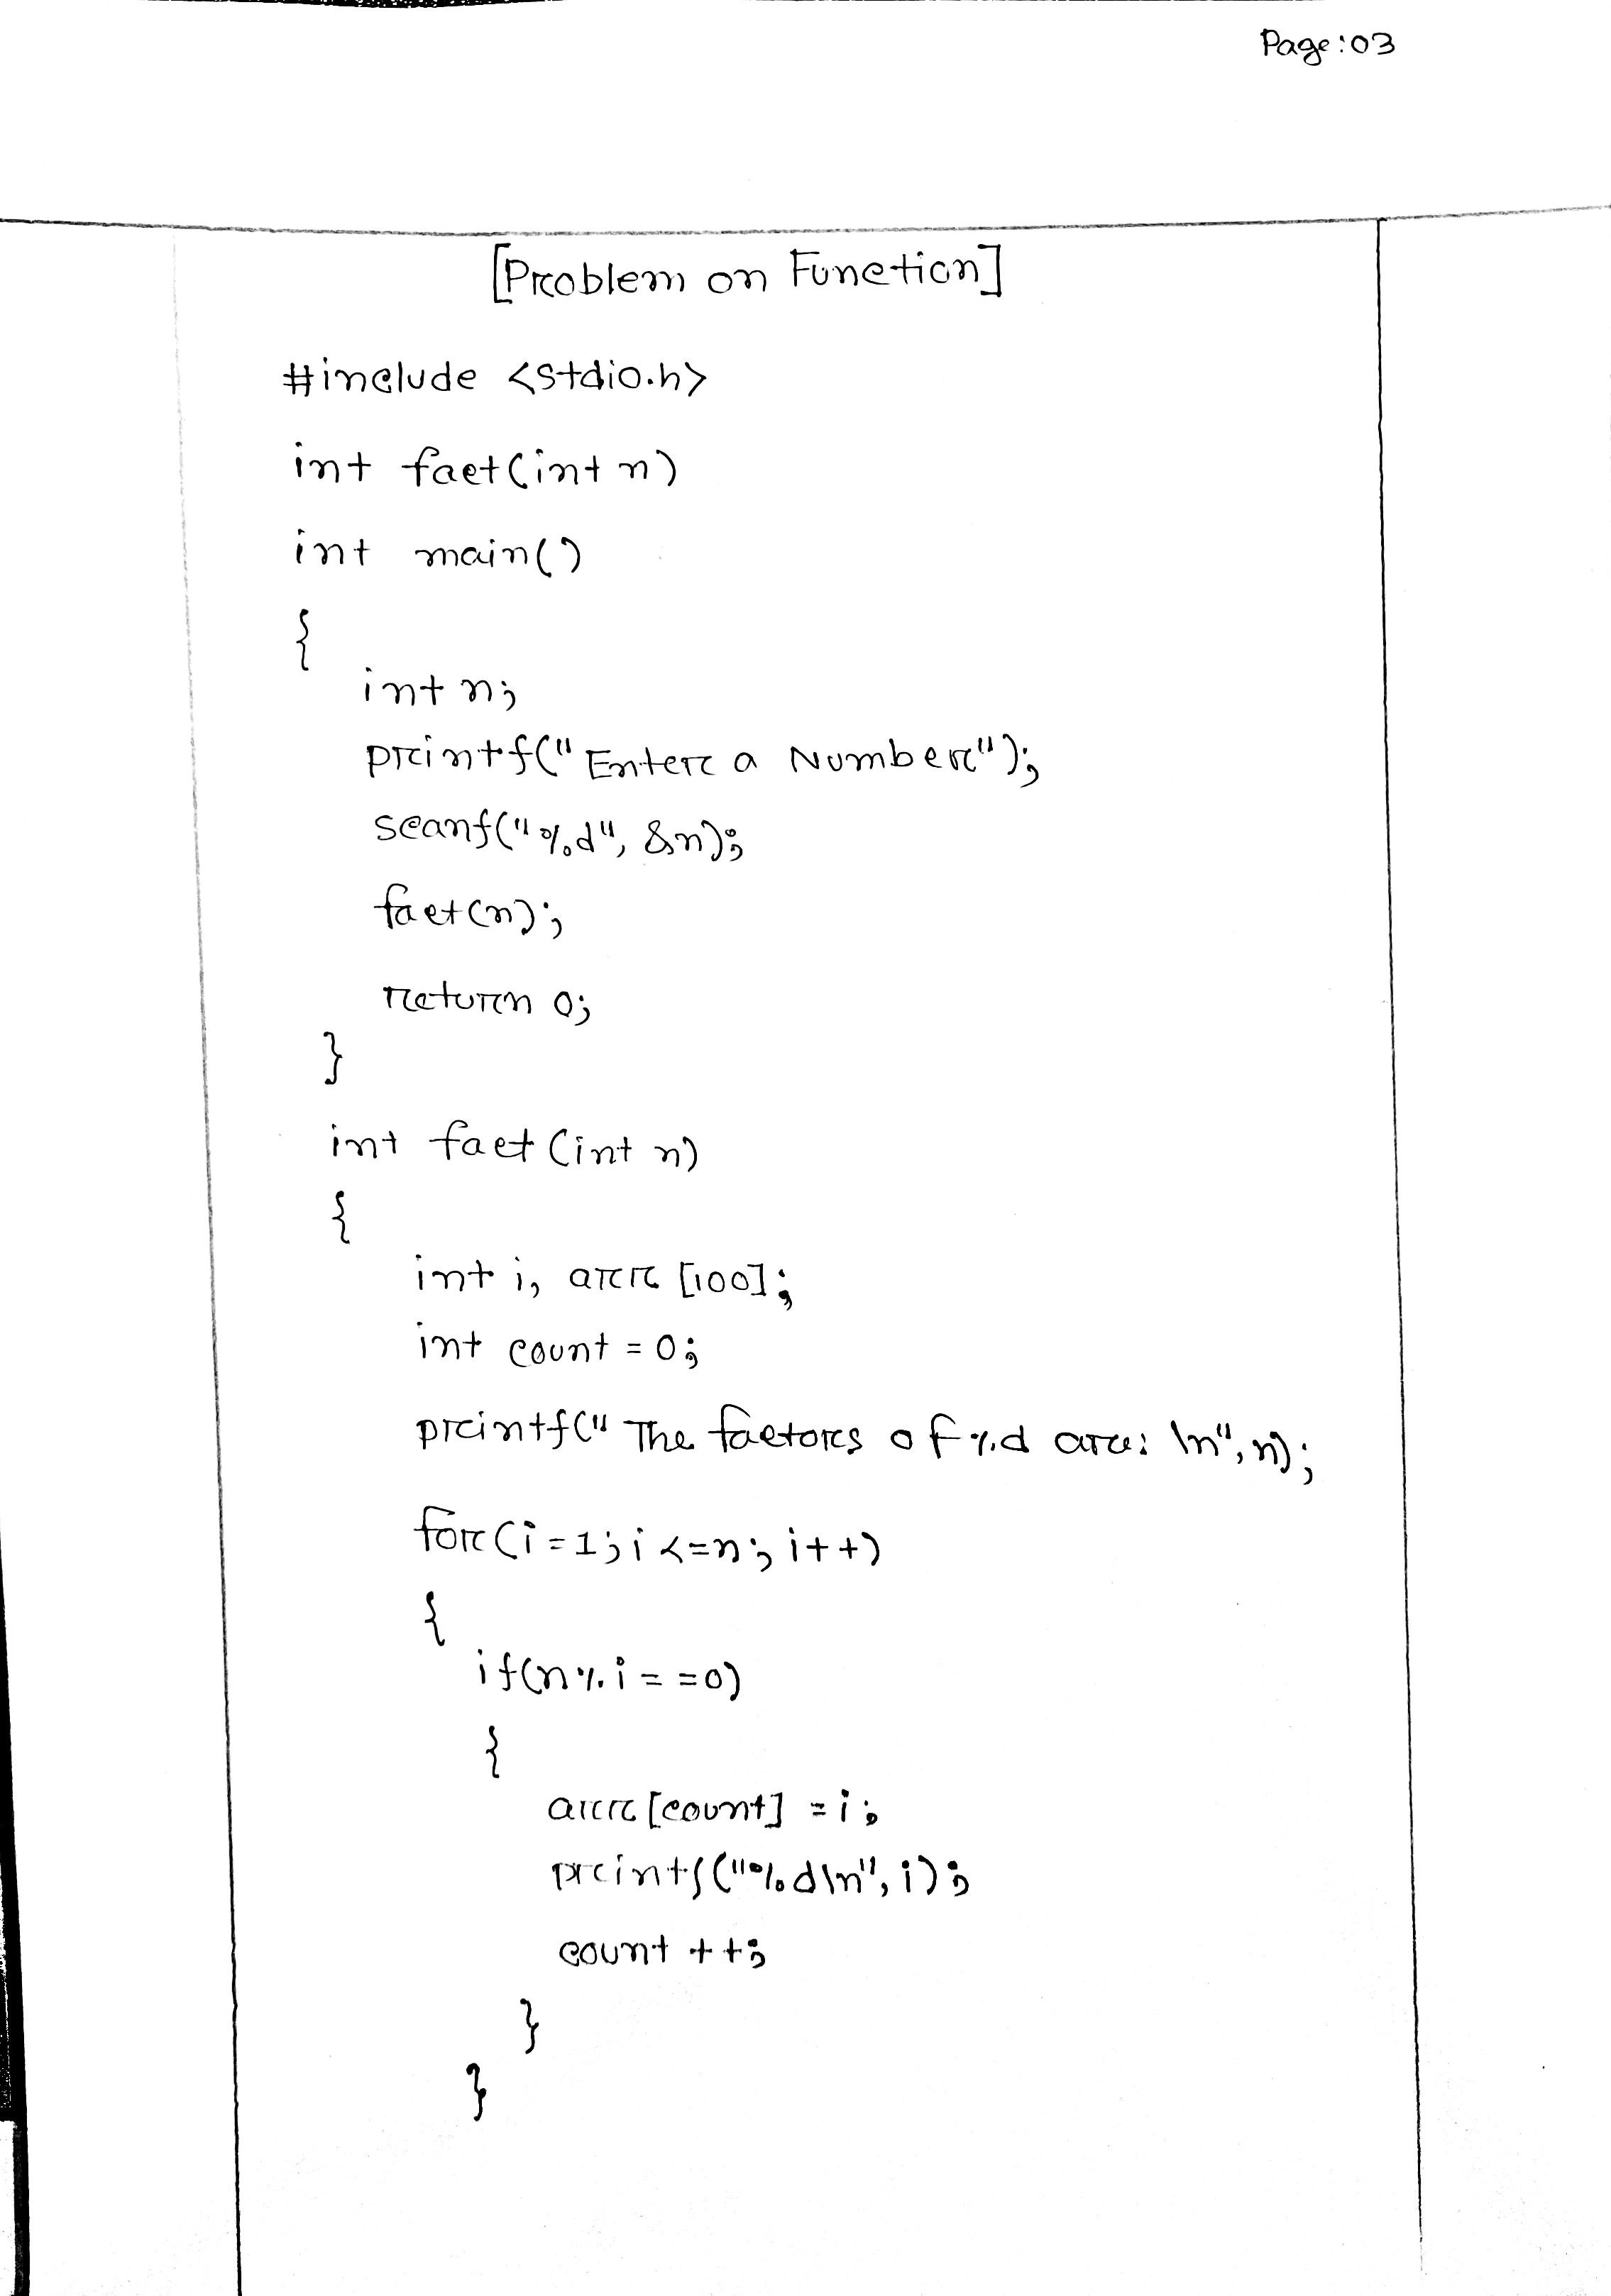 Page:03
[Problem on Function]
#include <stdio.h>
int fact(int n)
int main()
{
int n;
printf("Enter a Number");
scanf("%d", &n);
fact(n);
return 0;
}
int fact (int n)
{
int i, arr [100];
int count = 0;
printf(" The factors of %d are: \n", n);
for(i=1; i<=n; i++)
{
if(n%i==0)
{
arr[count] = i;
printf("%d\n", i);
count ++;
}
}